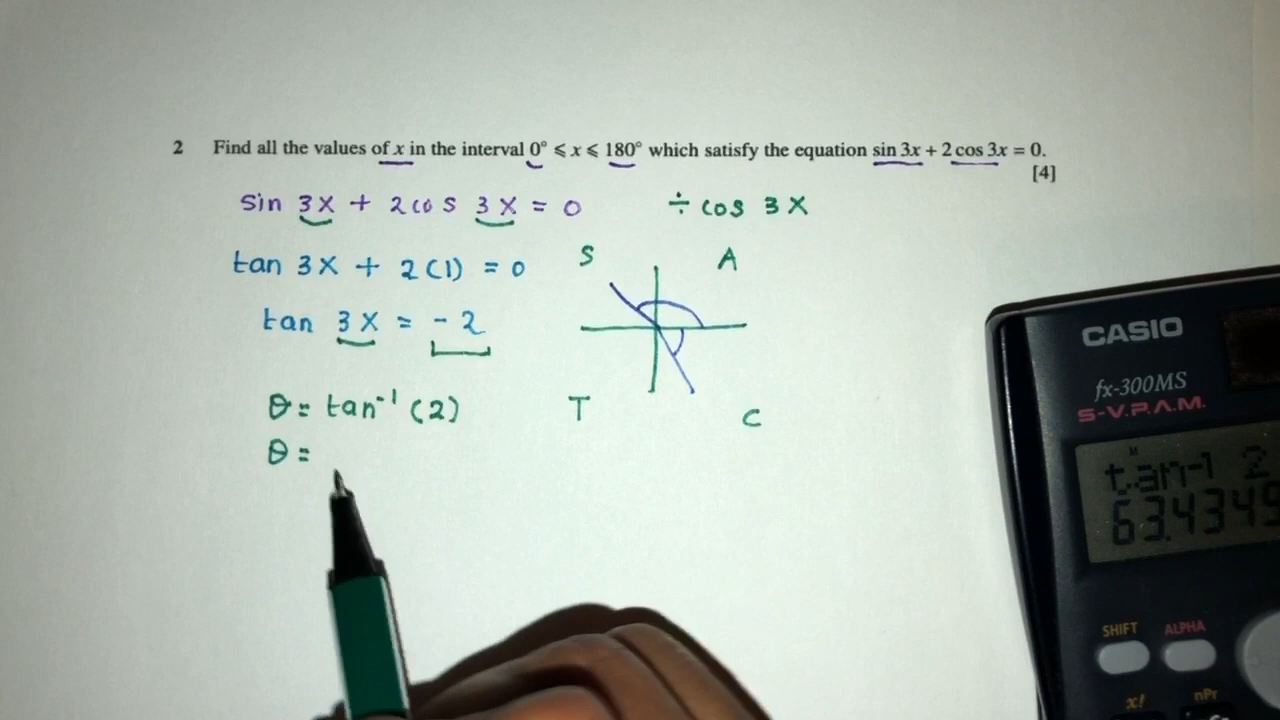 2 Find all the values of x in the interval 0° ⩽ x ⩽ 180° which satisfy the equation sin 3x + 2 cos 3x = 0.
[4]
sin 3x + 2cos 3x = 0 ÷ cos 3x
S A
tan 3x + 2(1) = 0
tan 3x = -2
θ = tan⁻¹ (2) T C
θ =
CASIO
fx-300MS
S-V.P.A.M.
M
tan-1 2
63.4349
SHIFT ALPHA
x! nPr